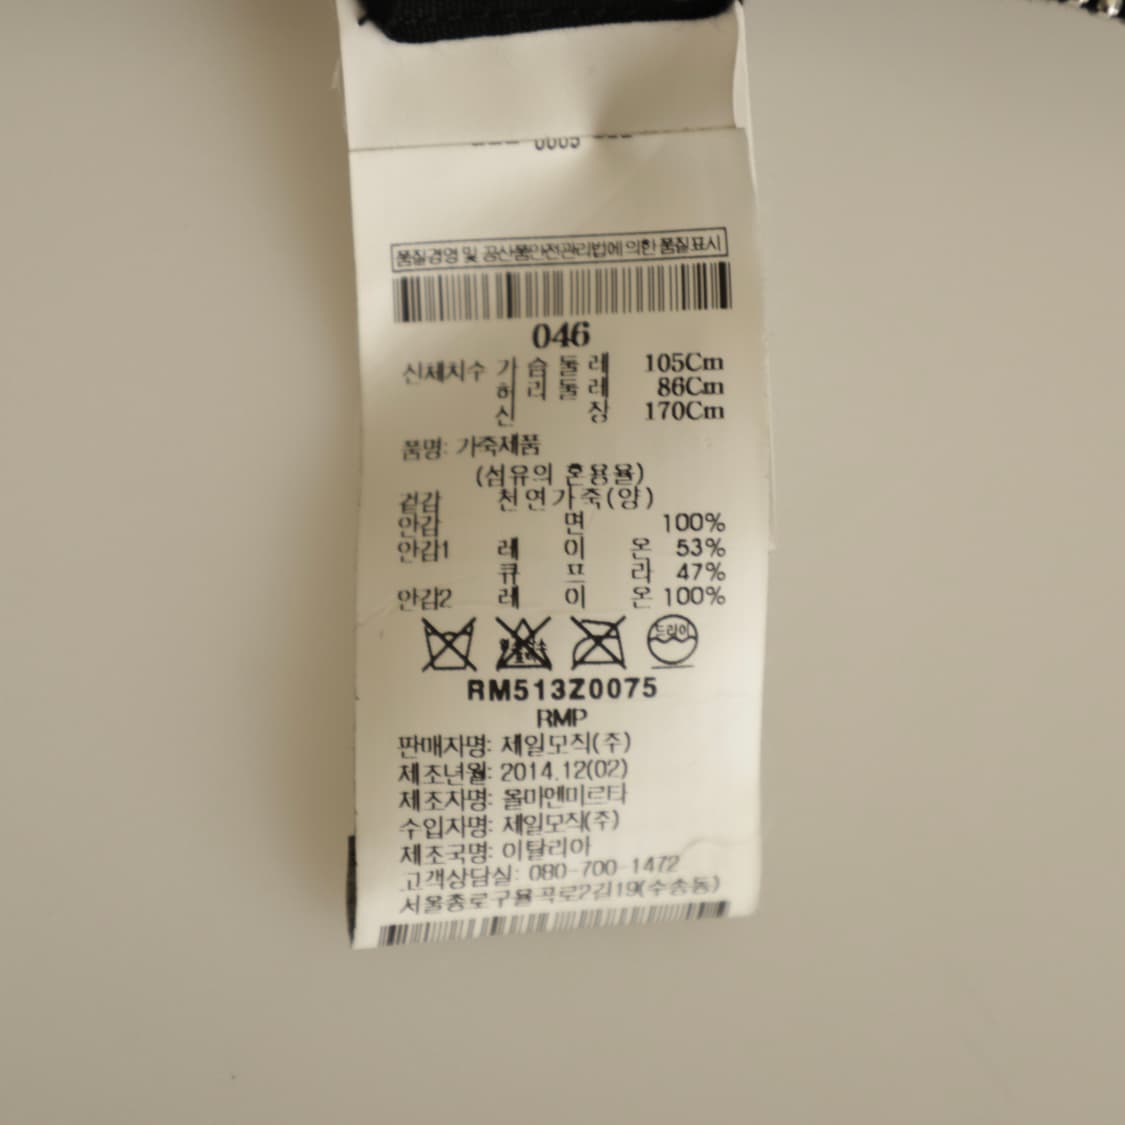 품질경영 및 공산품안전관리법에 의한 품질표시
046
신체치수 가 슴 둘 레 105Cm
허 리 둘 레 86Cm
신 장 170Cm
품명: 가죽제품
(섬유의 혼용율)
겉감 천연가죽(양)
안감 면 100%
안감1 레 이 온 53%
큐 프 라 47%
안감2 레 이 온 100%
드라이
RM513Z0075
RMP
판매자명: 제일모직(주)
제조년월: 2014.12(02)
제조자명: 올마엔미르타
수입자명: 제일모직(주)
제조국명: 이탈리아
고객상담실: 080-700-1472
서울종로구율곡로2길19(수송동)